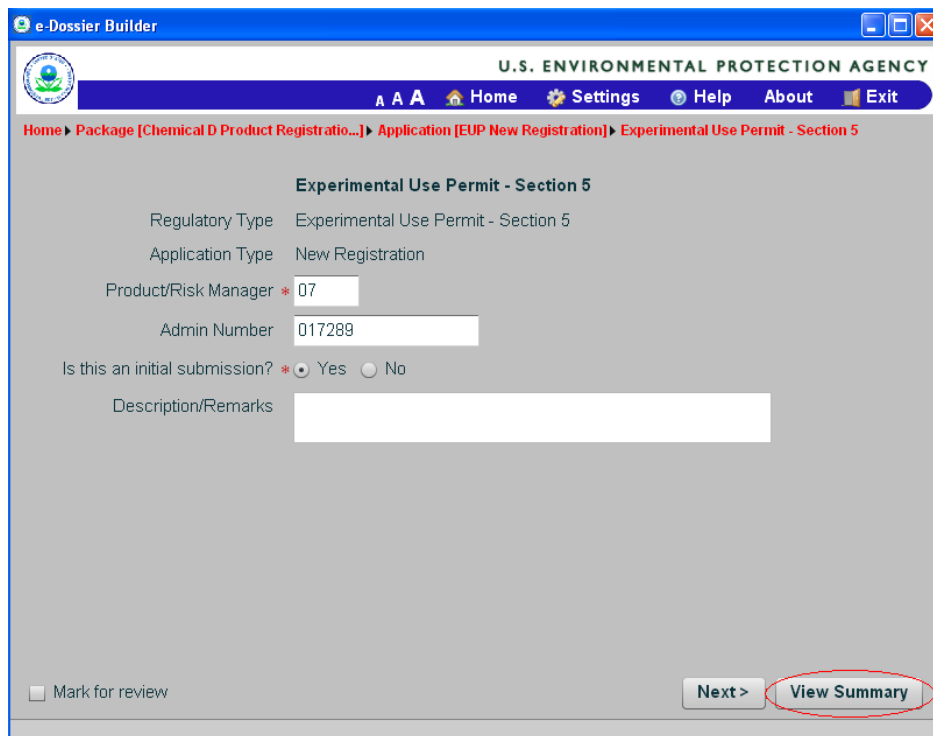 e-Dossier Builder
U.S. ENVIRONMENTAL PROTECTION AGENCY
A A A Home Settings Help About Exit
Home Package [Chemical D Product Registratio...] Application [EUP New Registration] Experimental Use Permit - Section 5
Experimental Use Permit - Section 5
Regulatory Type Experimental Use Permit - Section 5
Application Type New Registration
Product/Risk Manager * 07
Admin Number 017289
Is this an initial submission? * Yes No
Description/Remarks
Mark for review Next > View Summary